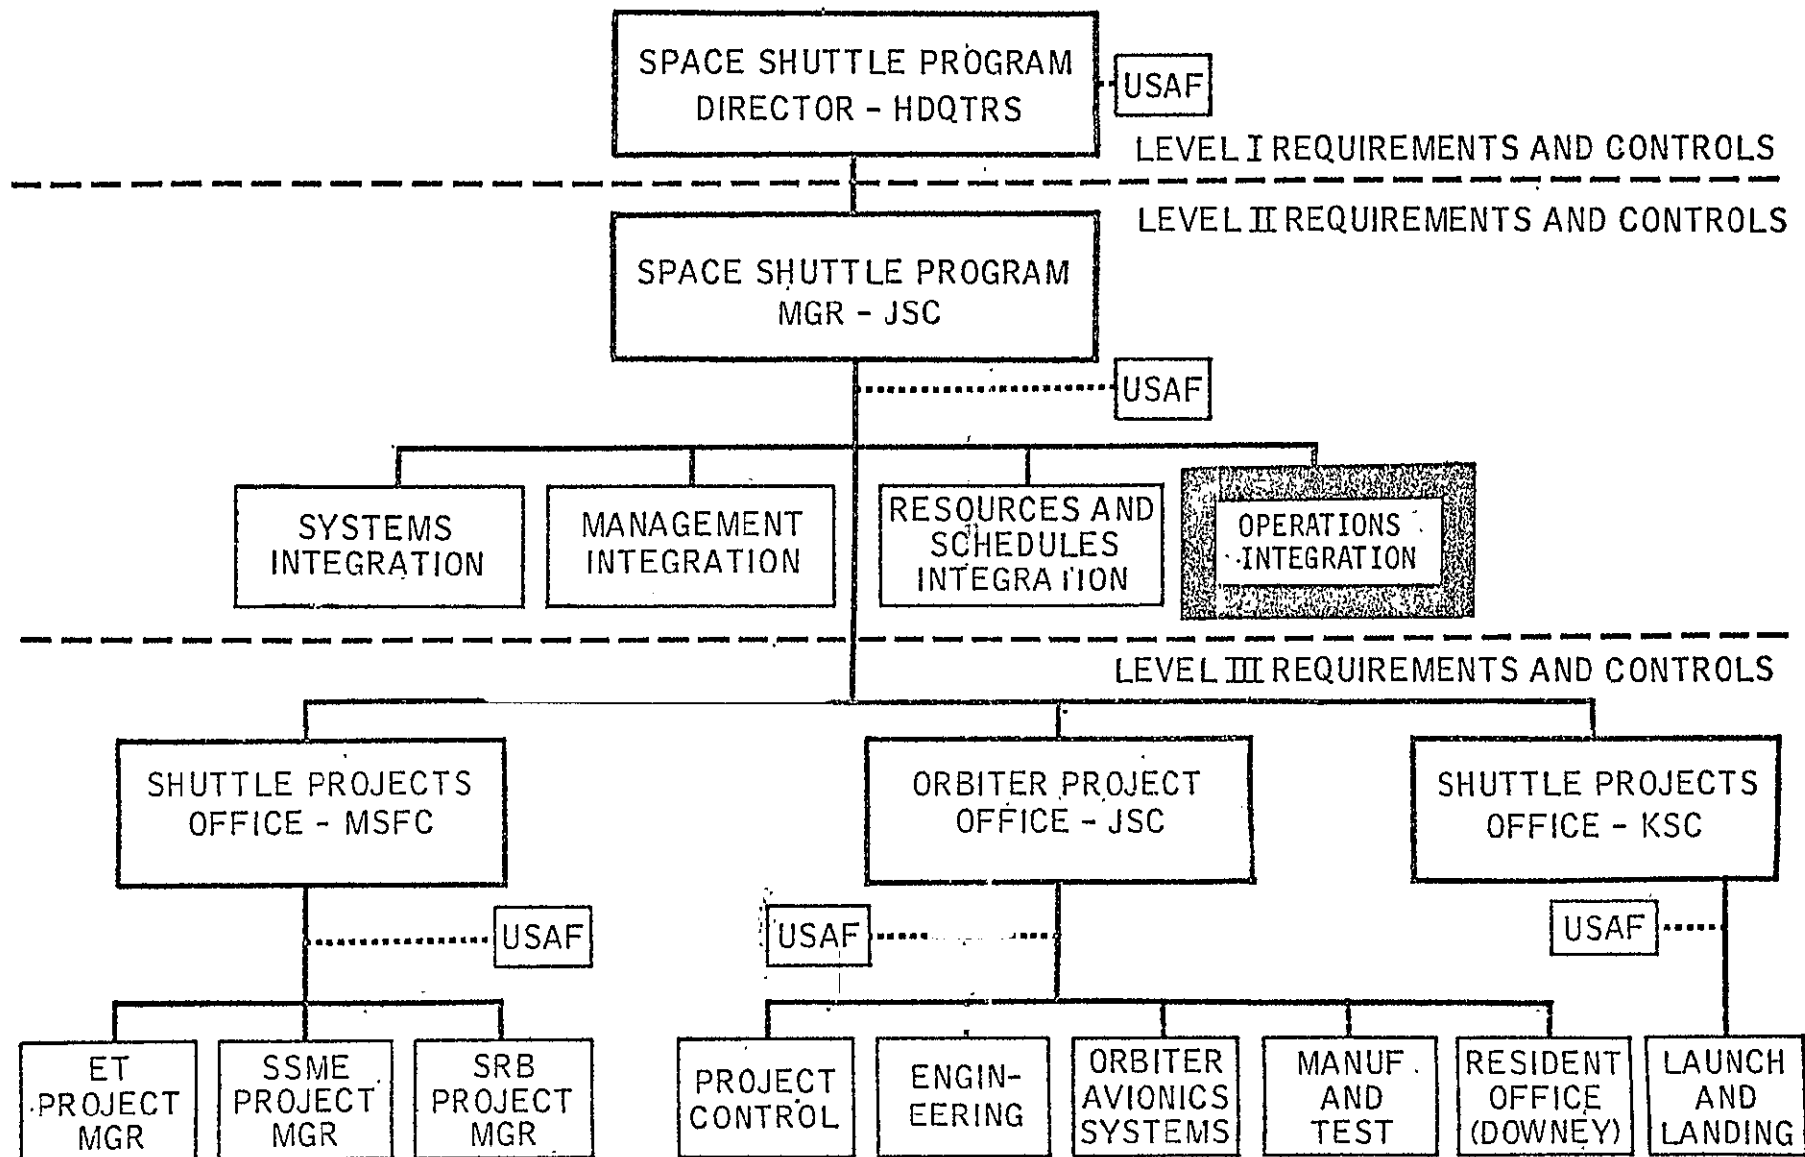 SPACE SHUTTLE PROGRAM
DIRECTOR - HDQTRS
USAF
LEVEL I REQUIREMENTS AND CONTROLS
LEVEL II REQUIREMENTS AND CONTROLS
SPACE SHUTTLE PROGRAM
MGR - JSC
USAF
SYSTEMS
INTEGRATION
MANAGEMENT
INTEGRATION
RESOURCES AND
SCHEDULES
INTEGRATION
OPERATIONS
INTEGRATION
LEVEL III REQUIREMENTS AND CONTROLS
SHUTTLE PROJECTS
OFFICE - MSFC
ORBITER PROJECT
OFFICE - JSC
SHUTTLE PROJECTS
OFFICE - KSC
USAF
USAF
USAF
ET
PROJECT
MGR
SSME
PROJECT
MGR
SRB
PROJECT
MGR
PROJECT
CONTROL
ENGIN-
EERING
ORBITER
AVIONICS
SYSTEMS
MANUF
AND
TEST
RESIDENT
OFFICE
(DOWNEY)
LAUNCH
AND
LANDING